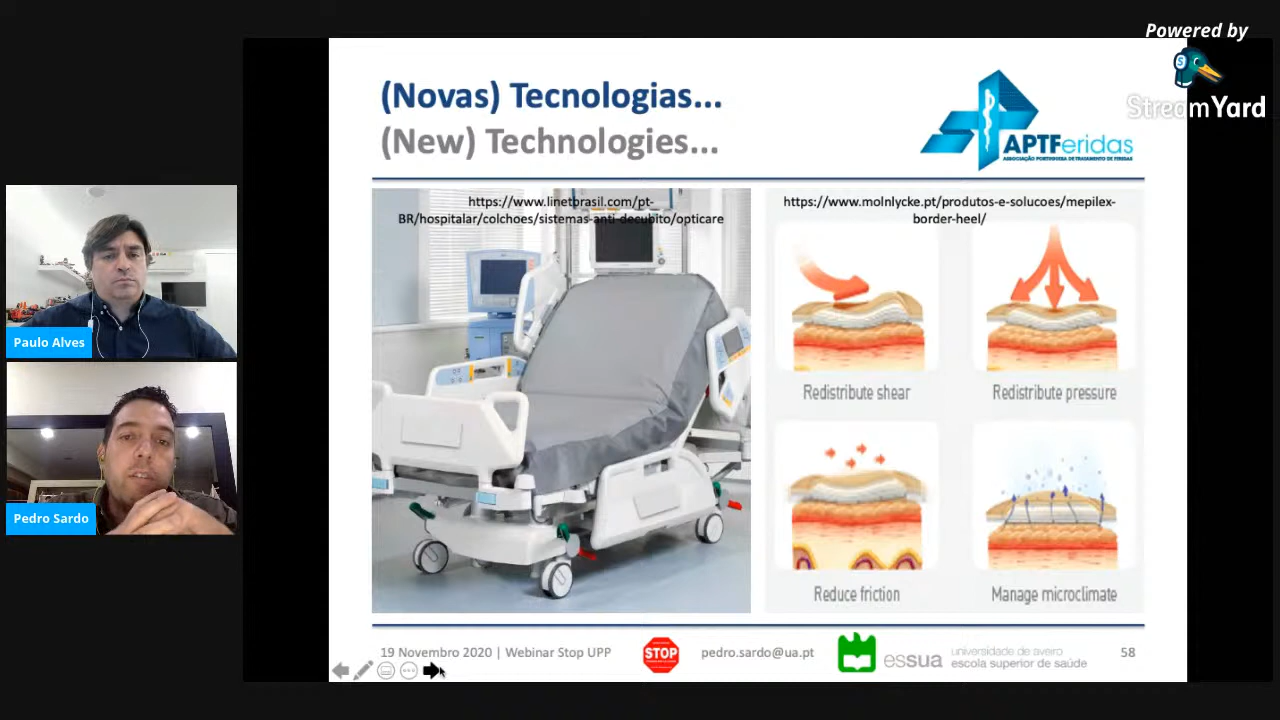 Powered by
StreamYard
(Novas) Tecnologias...
(New) Technologies...
APTFeridas
ASSOCIAÇÃO PORTUGUESA DE TRATAMENTO DE FERIDAS
https://www.linetbrasil.com/pt-
BR/hospitalar/colchoes/sistemas-anti-decubito/opticare
https://www.molnlycke.pt/produtos-e-solucoes/mepilex-
border-heel/
Redistribute shear
Redistribute pressure
Reduce friction
Manage microclimate
Paulo Alves
Pedro Sardo
19 Novembro 2020 | Webinar Stop UPP
STOP
pedro.sardo@ua.pt
essua
universidade de aveiro
escola superior de saúde
58